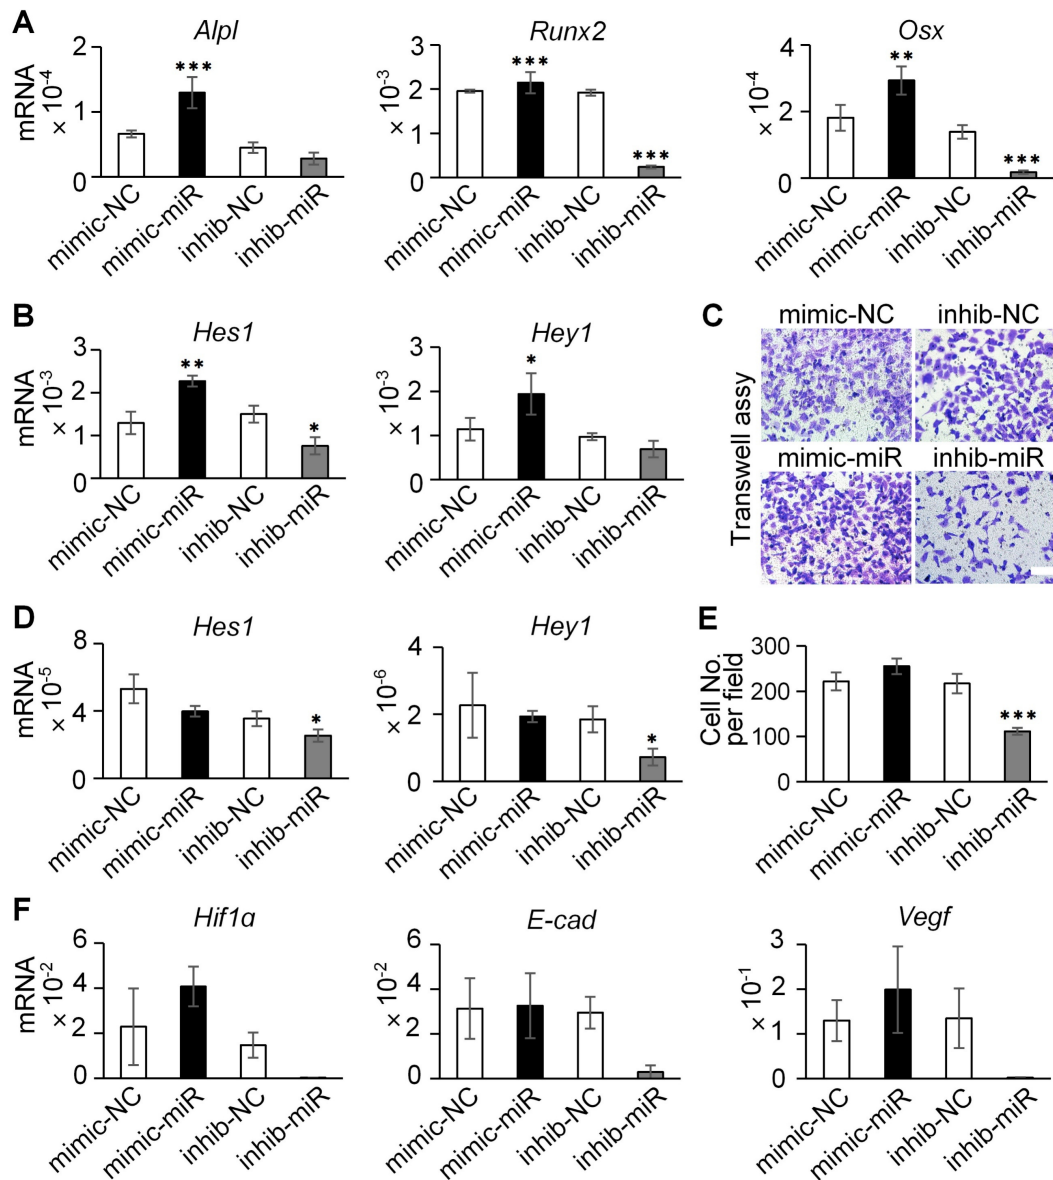 A
Alpl
Runx2
Osx
mRNA
× 10-4
2
1
0
***
mimic-NC
mimic-miR
inhib-NC
inhib-miR
× 10-3
3
2
1
0
***
***
mimic-NC
mimic-miR
inhib-NC
inhib-miR
× 10-4
4
2
0
**
***
mimic-NC
mimic-miR
inhib-NC
inhib-miR
B
Hes1
Hey1
mRNA
× 10-3
3
2
1
0
**
*
mimic-NC
mimic-miR
inhib-NC
inhib-miR
× 10-3
3
2
1
0
*
mimic-NC
mimic-miR
inhib-NC
inhib-miR
C
Transwell assy
mimic-NC
inhib-NC
mimic-miR
inhib-miR
D
Hes1
Hey1
mRNA
× 10-5
8
4
0
*
mimic-NC
mimic-miR
inhib-NC
inhib-miR
× 10-6
4
2
0
*
mimic-NC
mimic-miR
inhib-NC
inhib-miR
E
Cell No.
per field
300
200
100
0
***
mimic-NC
mimic-miR
inhib-NC
inhib-miR
F
Hif1α
E-cad
Vegf
mRNA
× 10-2
6
4
2
0
mimic-NC
mimic-miR
inhib-NC
inhib-miR
× 10-2
6
4
2
0
mimic-NC
mimic-miR
inhib-NC
inhib-miR
× 10-1
3
2
1
0
mimic-NC
mimic-miR
inhib-NC
inhib-miR